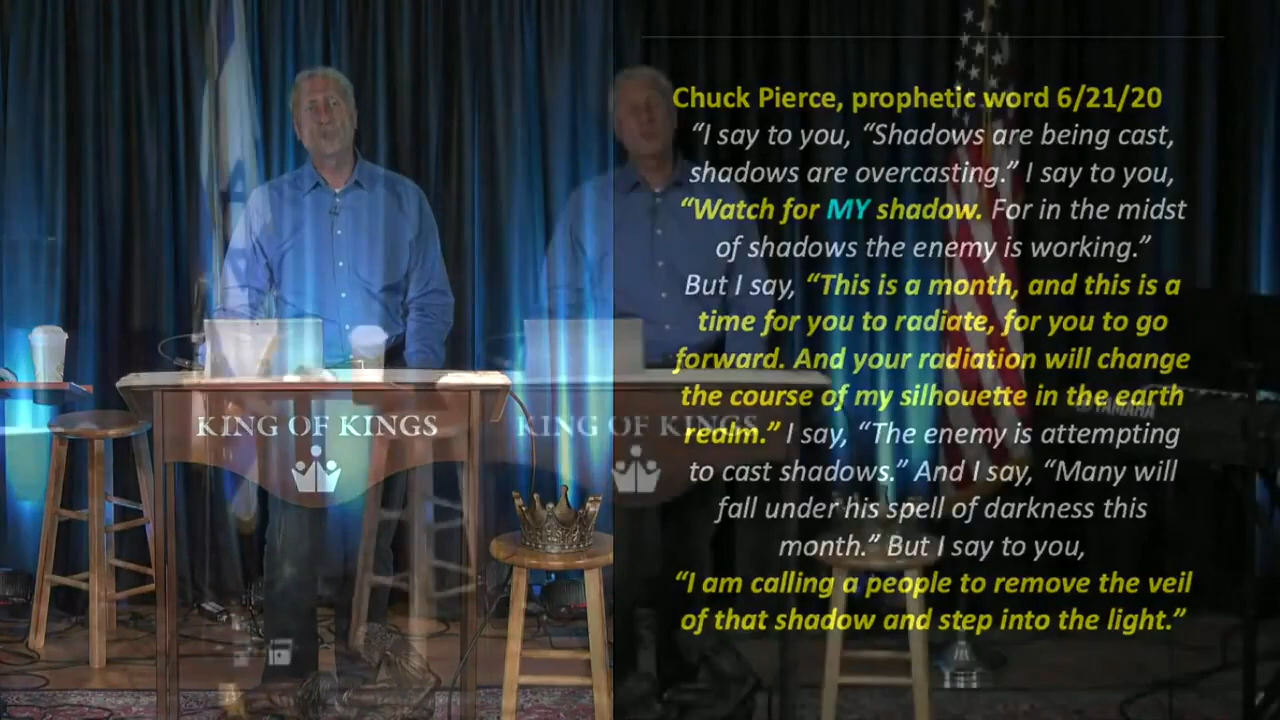 Chuck Pierce, prophetic word 6/21/20
“I say to you, “Shadows are being cast,
shadows are overcasting.” I say to you,
“Watch for MY shadow. For in the midst
of shadows the enemy is working.”
But I say, “This is a month, and this is a
time for you to radiate, for you to go
forward. And your radiation will change
the course of my silhouette in the earth
realm.” I say, “The enemy is attempting
to cast shadows.” And I say, “Many will
fall under his spell of darkness this
month.” But I say to you,
“I am calling a people to remove the veil
of that shadow and step into the light.”
KING OF KINGS
KING OF KINGS
YAMAHA